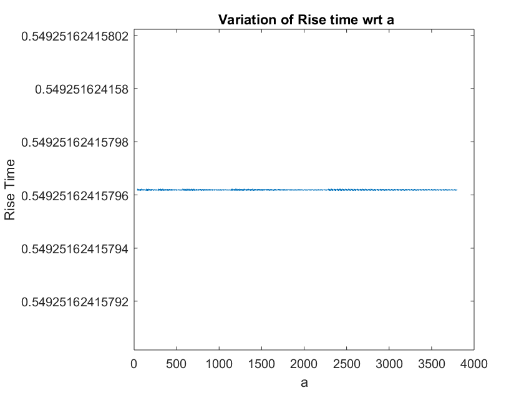 Variation of Rise time wrt a
0.54925162415802
0.549251624158
0.54925162415798
0.54925162415796
0.54925162415794
0.54925162415792
Rise Time
0 500 1000 1500 2000 2500 3000 3500 4000
a